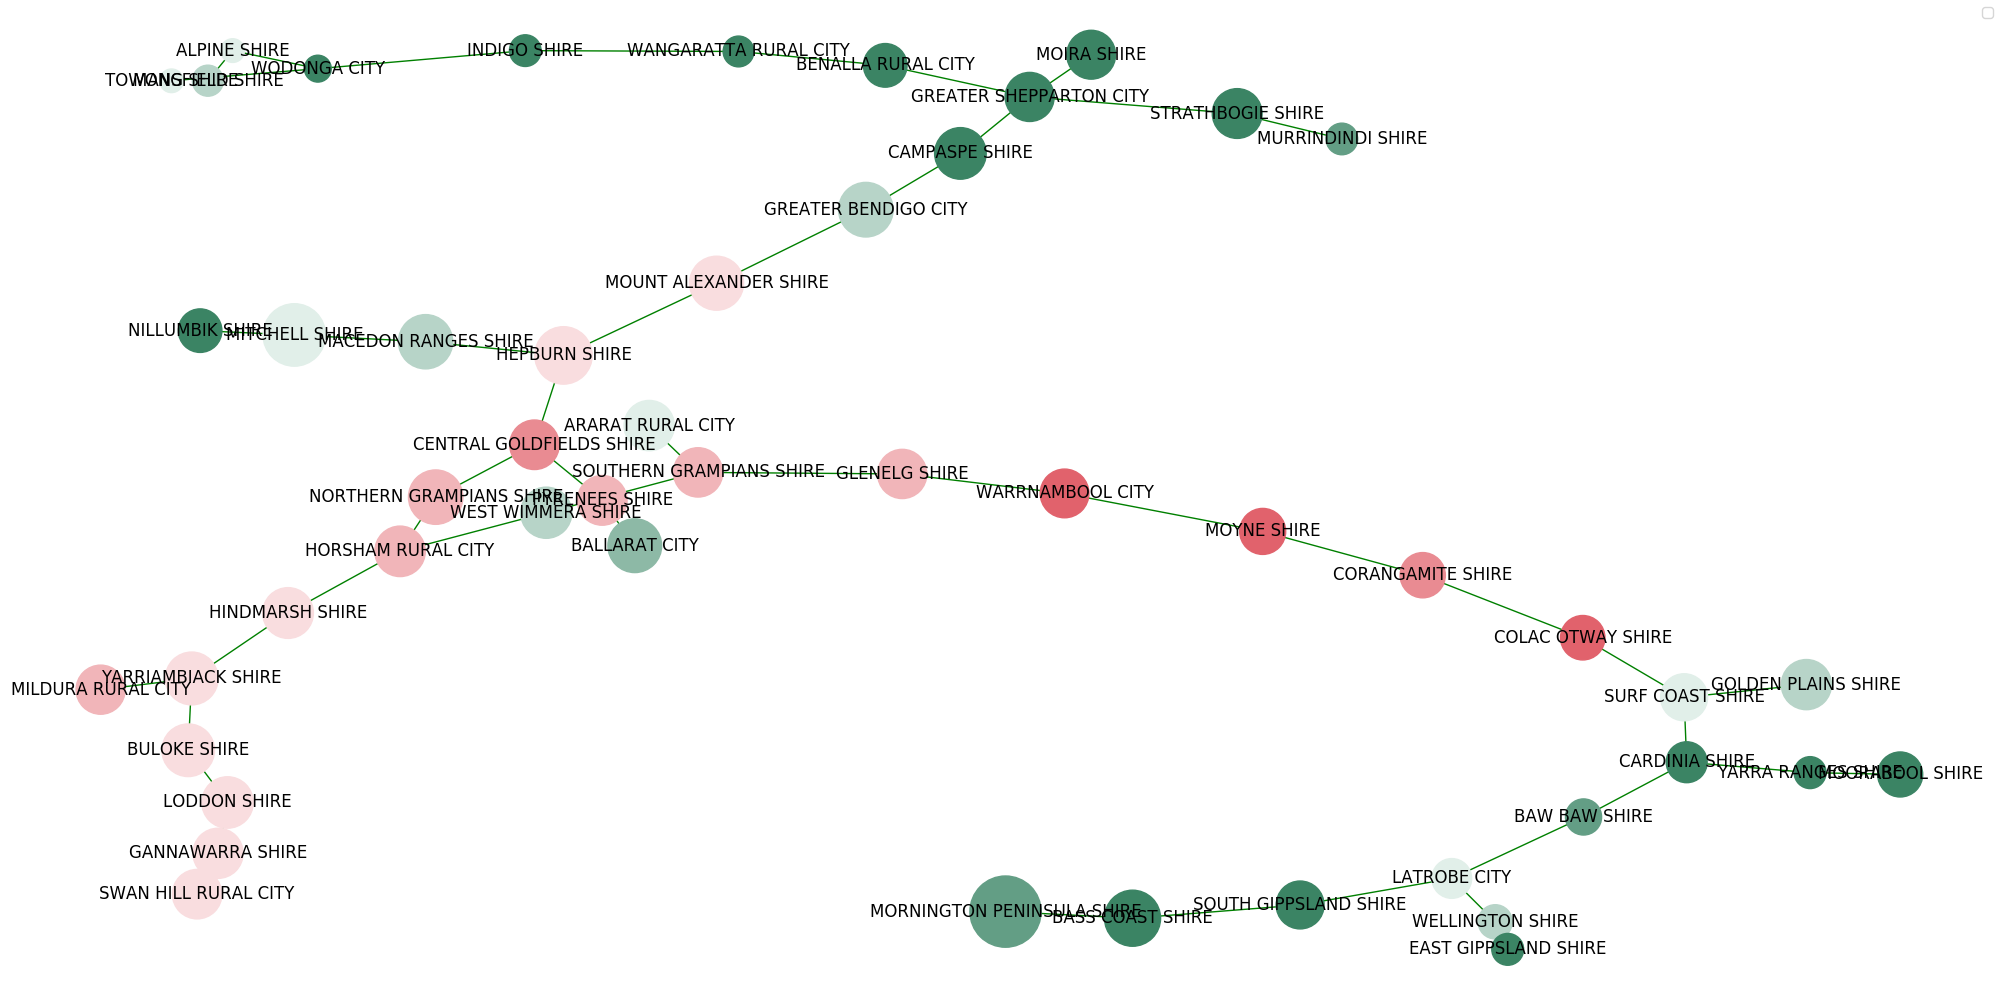 ALPINE SHIRE
INDIGO SHIRE
WANGARATTA RURAL CITY
MOIRA SHIRE
WODONGA CITY
BENALLA RURAL CITY
TOWONG SHIRE
MANSFIELD SHIRE
GREATER SHEPPARTON CITY
STRATHBOGIE SHIRE
MURRINDINDI SHIRE
CAMPASPE SHIRE
GREATER BENDIGO CITY
MOUNT ALEXANDER SHIRE
NILLUMBIK SHIRE
MITCHELL SHIRE
MACEDON RANGES SHIRE
HEPBURN SHIRE
ARARAT RURAL CITY
CENTRAL GOLDFIELDS SHIRE
SOUTHERN GRAMPIANS SHIRE
GLENELG SHIRE
WARRNAMBOOL CITY
NORTHERN GRAMPIANS SHIRE
PYRENEES SHIRE
WEST WIMMERA SHIRE
MOYNE SHIRE
HORSHAM RURAL CITY
BALLARAT CITY
CORANGAMITE SHIRE
HINDMARSH SHIRE
COLAC OTWAY SHIRE
YARRIAMBIACK SHIRE
MILDURA RURAL CITY
SURF COAST SHIRE
GOLDEN PLAINS SHIRE
BULOKE SHIRE
CARDINIA SHIRE
YARRA RANGES SHIRE
MOORABOOL SHIRE
LODDON SHIRE
BAW BAW SHIRE
GANNAWARRA SHIRE
LATROBE CITY
SWAN HILL RURAL CITY
MORNINGTON PENINSULA SHIRE
BASS COAST SHIRE
SOUTH GIPPSLAND SHIRE
WELLINGTON SHIRE
EAST GIPPSLAND SHIRE